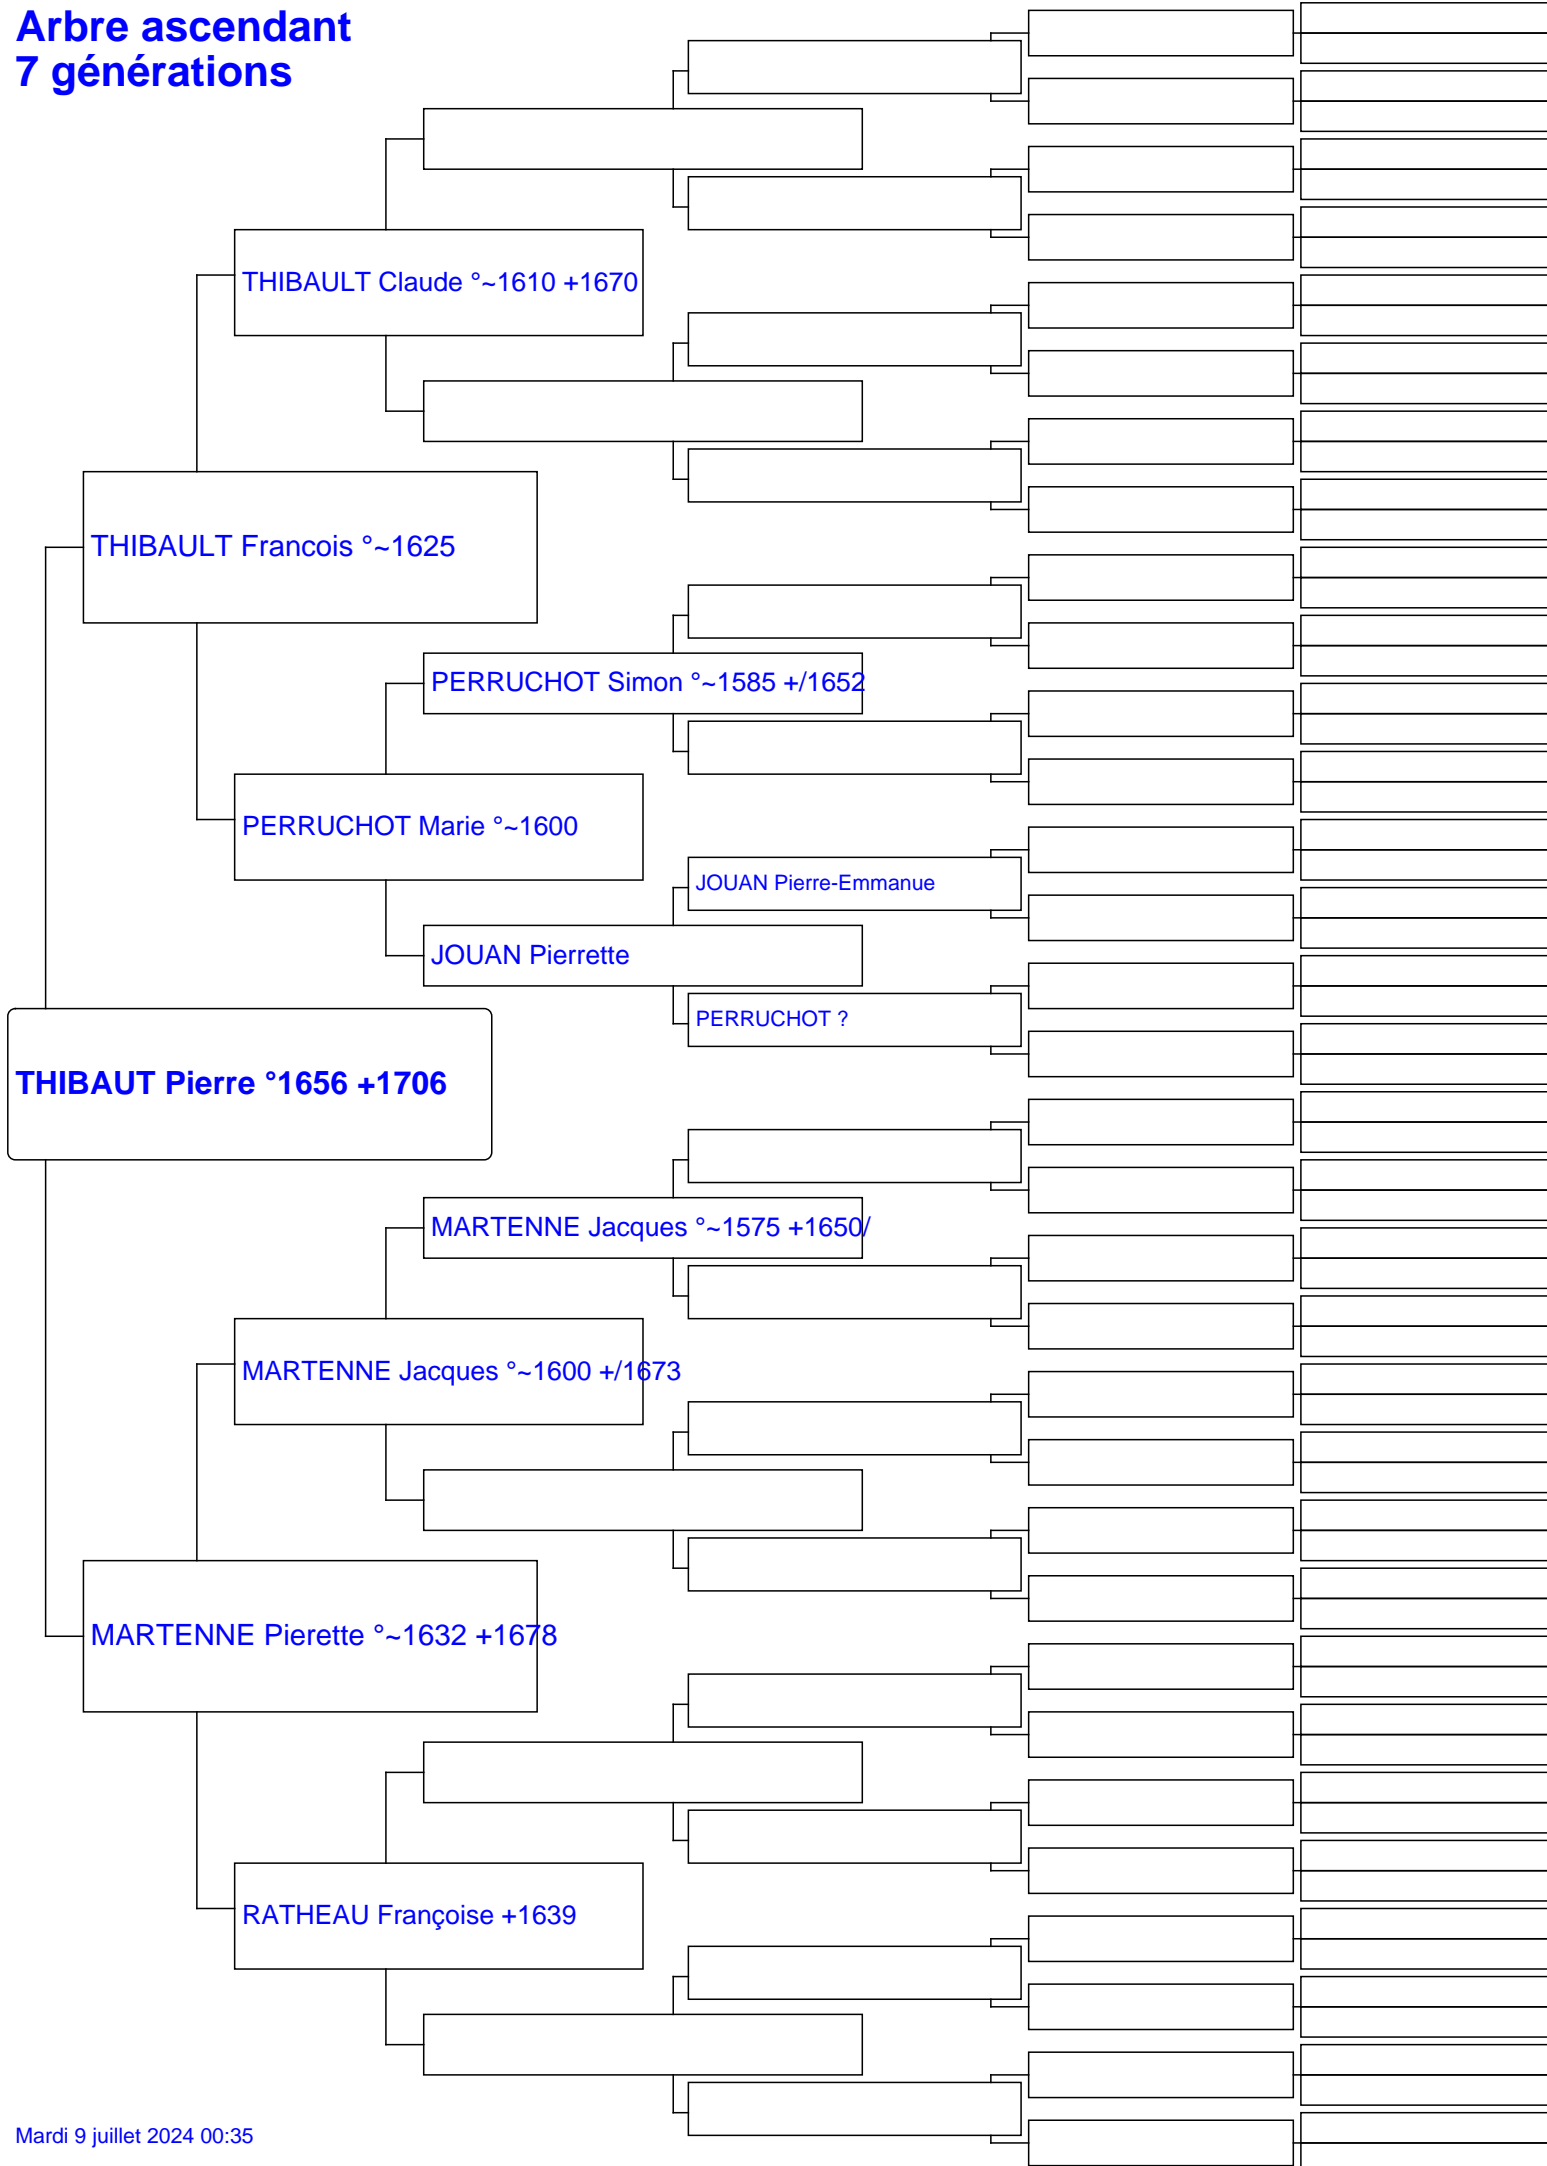 Arbre ascendant
7 générations
THIBAULT Claude °~1610 +1670
THIBAULT Francois °~1625
PERRUCHOT Simon °~1585 +/1652
PERRUCHOT Marie °~1600
JOUAN Pierre-Emmanue
JOUAN Pierrette
PERRUCHOT ?
THIBAUT Pierre °1656 +1706
MARTENNE Jacques °~1575 +1650/
MARTENNE Jacques °~1600 +/1673
MARTENNE Pierette °~1632 +1678
RATHEAU Françoise +1639
Mardi 9 juillet 2024 00:35